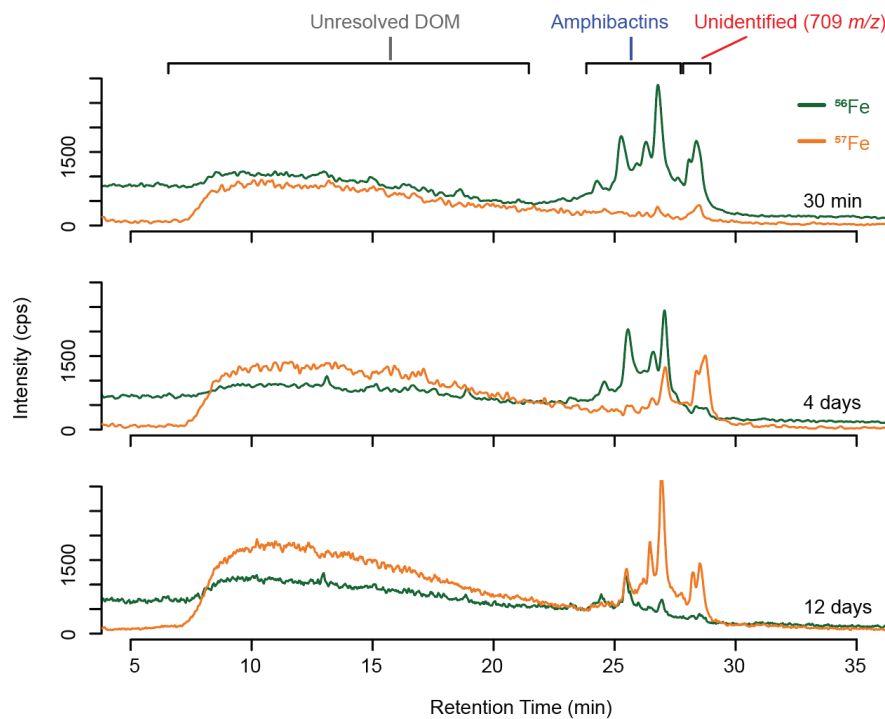 Unresolved DOM
Amphibactins
Unidentified (709 m/z)
⁵⁶Fe
⁵⁷Fe
1500
0
30 min
1500
0
4 days
1500
0
12 days
Intensity (cps)
5 10 15 20 25 30 35
Retention Time (min)